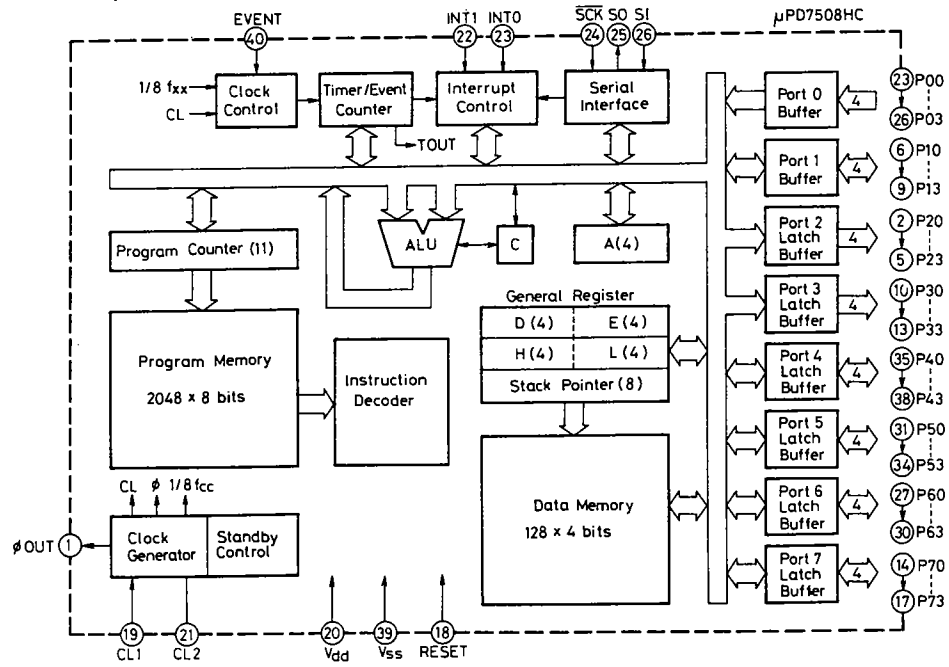 EVENT INT1 INT0 SCK SO SI μPD7508HC
40 22 23 24 25 26
1/8 fxx
CL
Clock Control
Timer/Event Counter
Interrupt Control
Serial Interface
TOUT
Port 0 Buffer
4
23 P00
26 P03
Port 1 Buffer
4
6 P10
9 P13
Program Counter (11)
ALU
C
A(4)
Port 2 Latch Buffer
4
2 P20
5 P23
General Register
D(4) E(4)
H(4) L(4)
Stack Pointer (8)
Port 3 Latch Buffer
4
10 P30
13 P33
Program Memory
2048 × 8 bits
Instruction Decoder
Port 4 Latch Buffer
4
35 P40
38 P43
Port 5 Latch Buffer
4
31 P50
34 P53
Data Memory
128 × 4 bits
Port 6 Latch Buffer
4
27 P60
30 P63
CL ϕ 1/8 fcc
Clock Generator
Standby Control
ϕ OUT 1
Port 7 Latch Buffer
4
14 P70
17 P73
19 21 20 39 18
CL1 CL2 Vdd Vss RESET